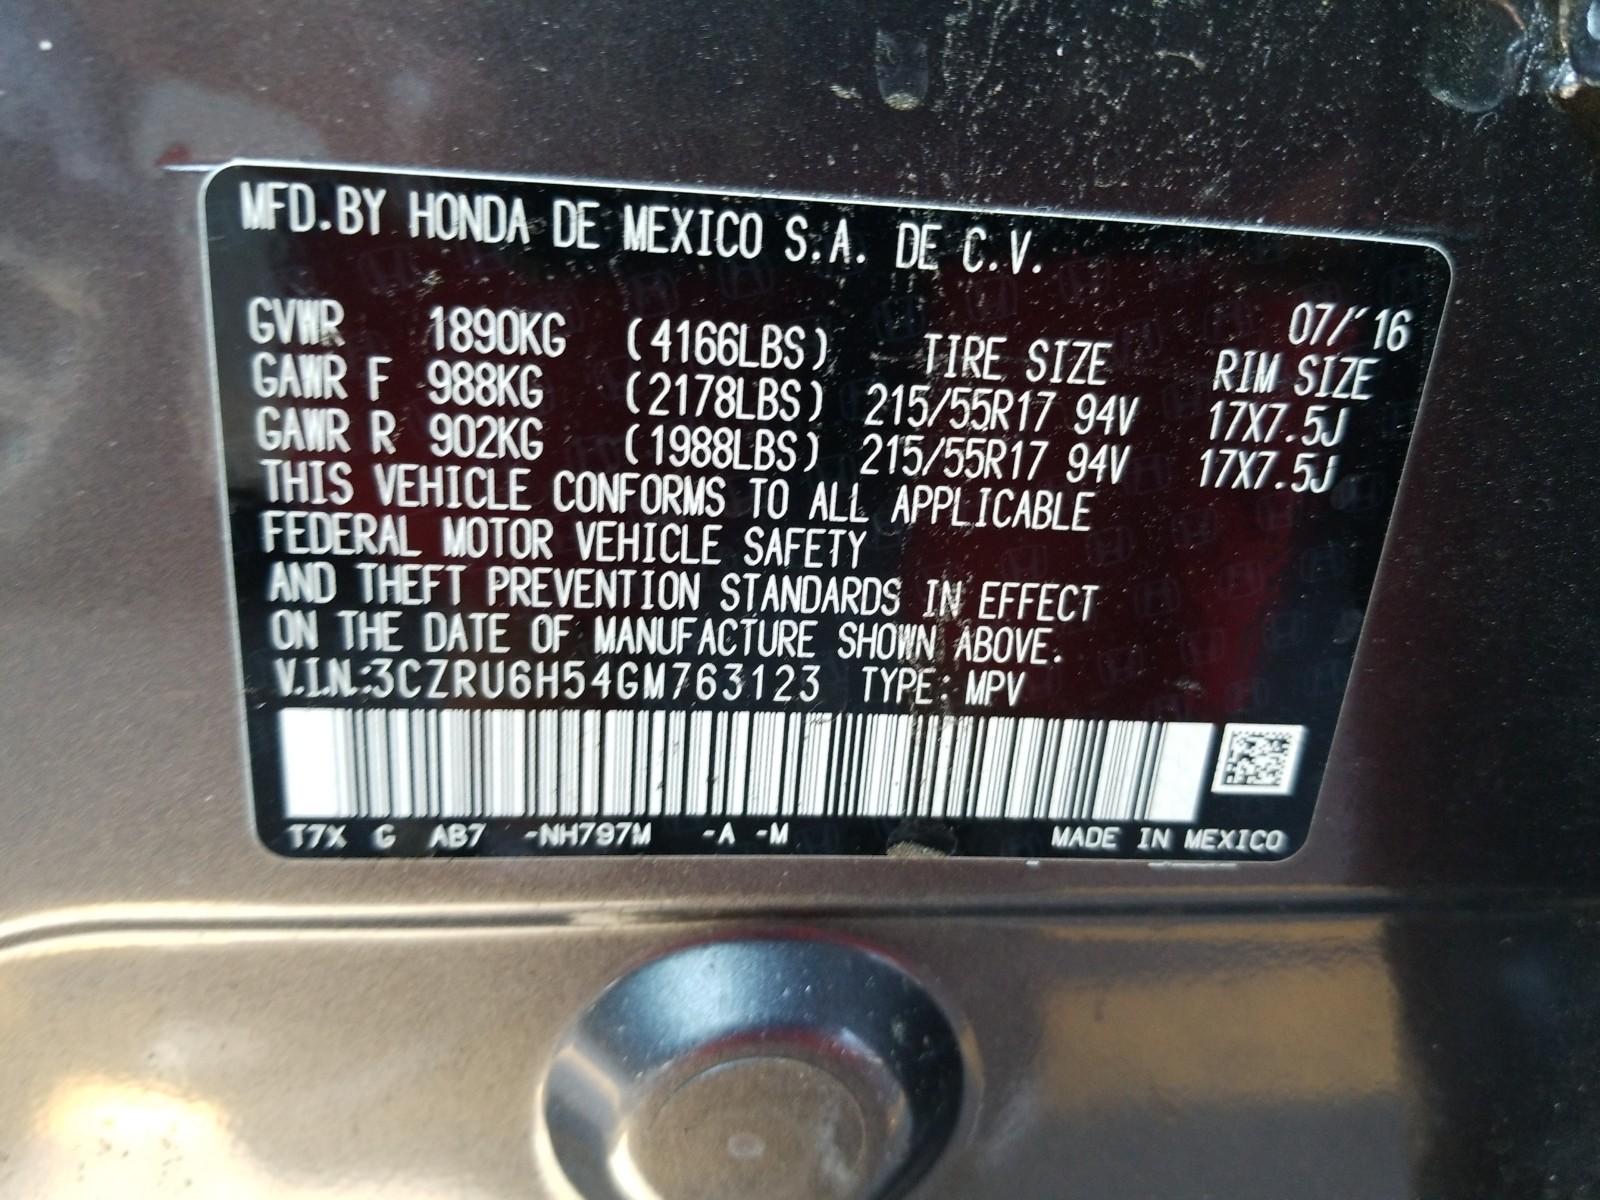 MFD.BY HONDA DE MEXICO S.A. DE C.V.
07/'16
GVWR 1890KG (4166LBS) TIRE SIZE RIM SIZE
GAWR F 988KG (2178LBS) 215/55R17 94V 17X7.5J
GAWR R 902KG (1988LBS) 215/55R17 94V 17X7.5J
THIS VEHICLE CONFORMS TO ALL APPLICABLE
FEDERAL MOTOR VEHICLE SAFETY
AND THEFT PREVENTION STANDARDS IN EFFECT
ON THE DATE OF MANUFACTURE SHOWN ABOVE.
V.I.N.:3CZRU6H54GM763123 TYPE: MPV
T7X G AB7 -NH797M -A -M MADE IN MEXICO